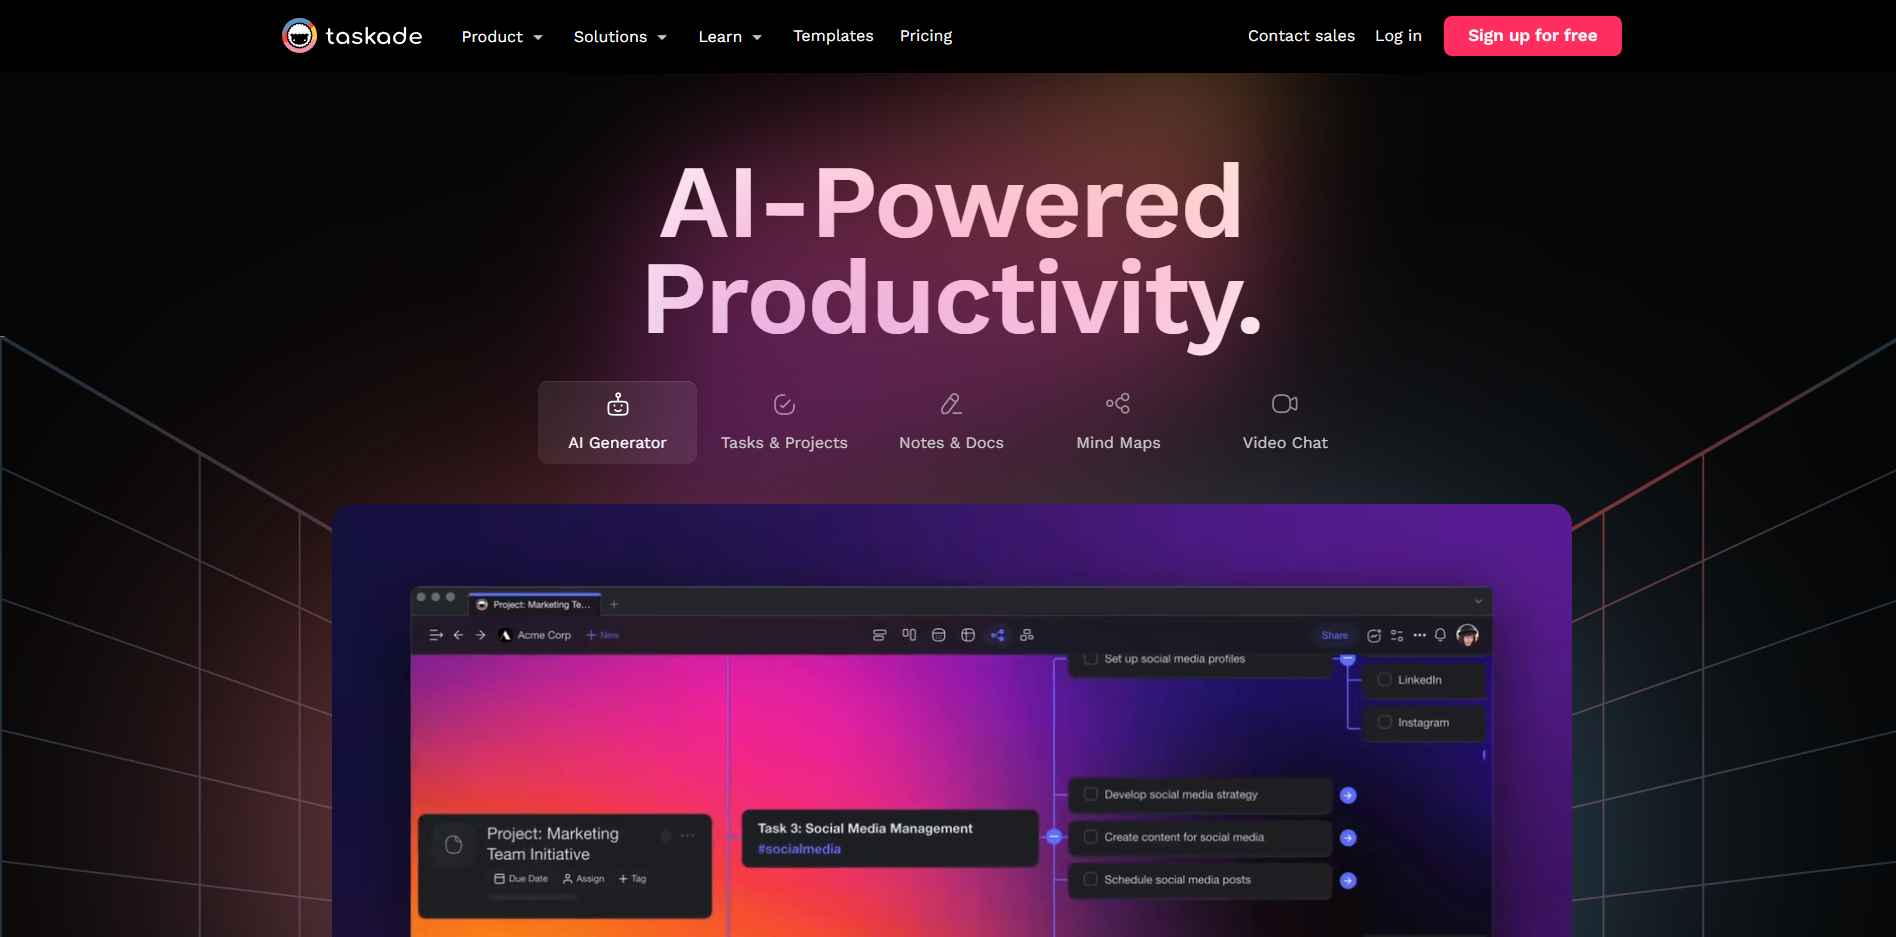 taskade
Product
Solutions
Learn
Templates
Pricing
Contact sales
Log in
Sign up for free
AI-Powered
Productivity.
AI Generator
Tasks & Projects
Notes & Docs
Mind Maps
Video Chat
Project: Marketing Te...
Acme Corp
New
Share
Set up social media profiles
LinkedIn
Instagram
Develop social media strategy
Project: Marketing
Team Initiative
Due Date
Assign
Tag
Task 3: Social Media Management
#socialmedia
Create content for social media
Schedule social media posts